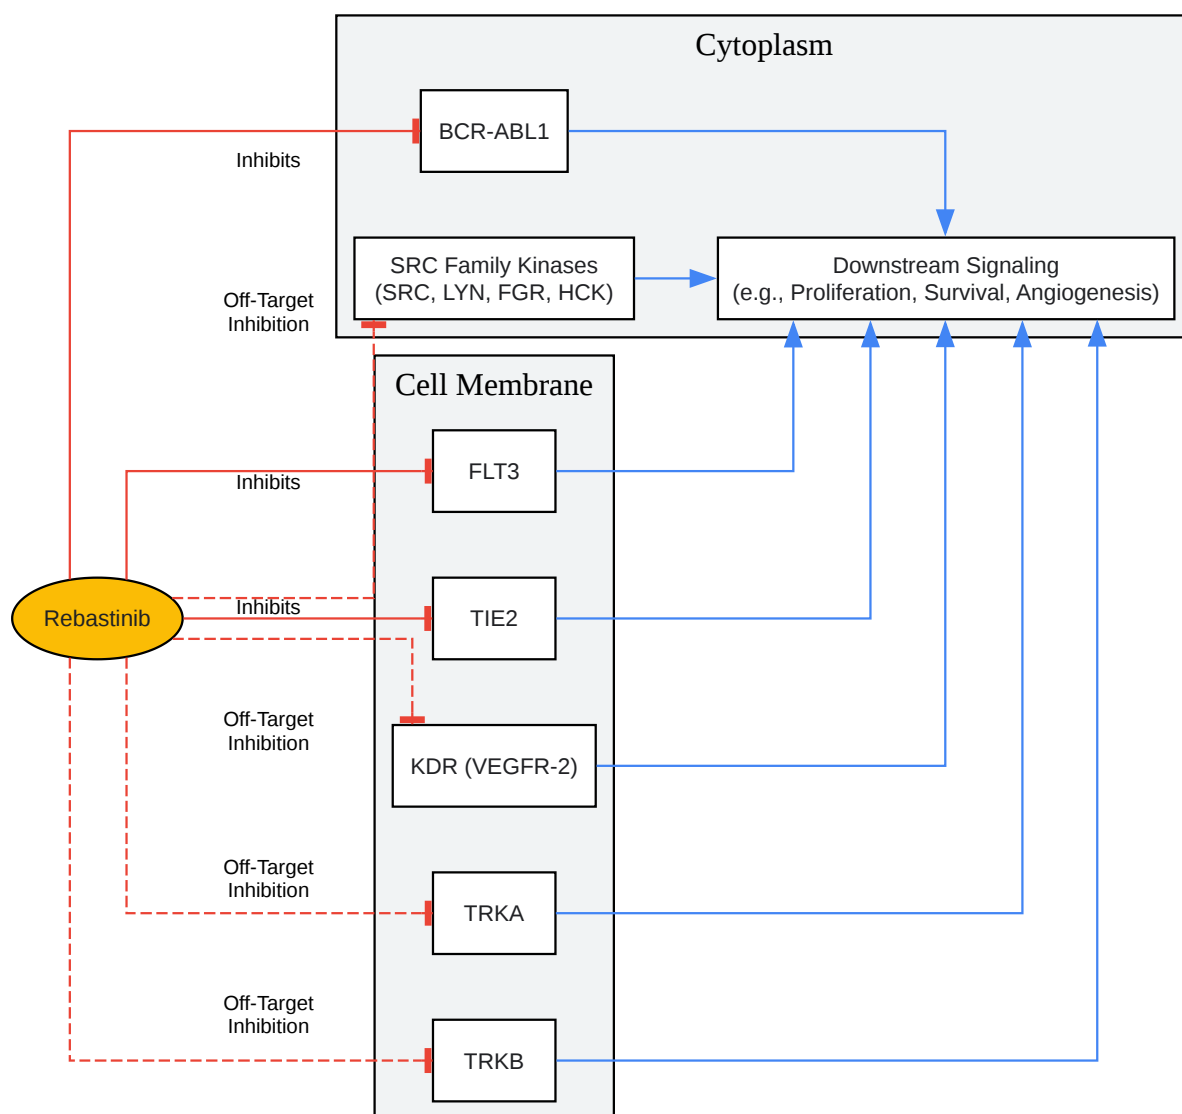 Cytoplasm
BCR-ABL1
Inhibits
SRC Family Kinases
(SRC, LYN, FGR, HCK)
Downstream Signaling
(e.g., Proliferation, Survival, Angiogenesis)
Off-Target
Inhibition
Cell Membrane
FLT3
Inhibits
Inhibits
Rebastinib
TIE2
Off-Target
Inhibition
KDR (VEGFR-2)
Off-Target
Inhibition
TRKA
Off-Target
Inhibition
TRKB